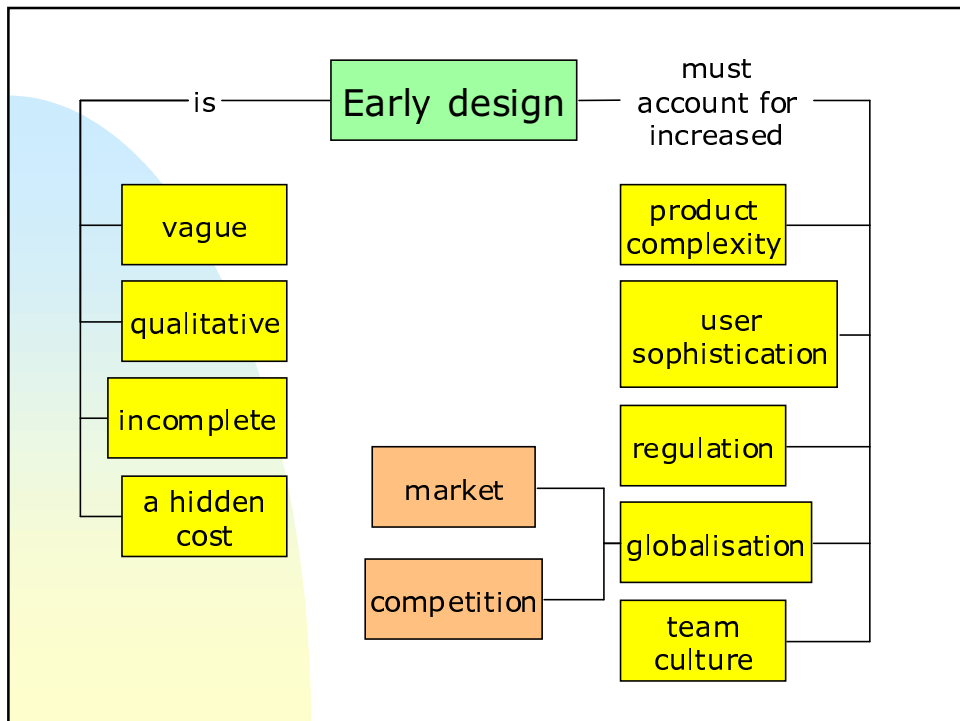 Early design
is
vague
qualitative
incomplete
a hidden
cost
must
account for
increased
product
complexity
user
sophistication
regulation
globalisation
market
competition
team
culture